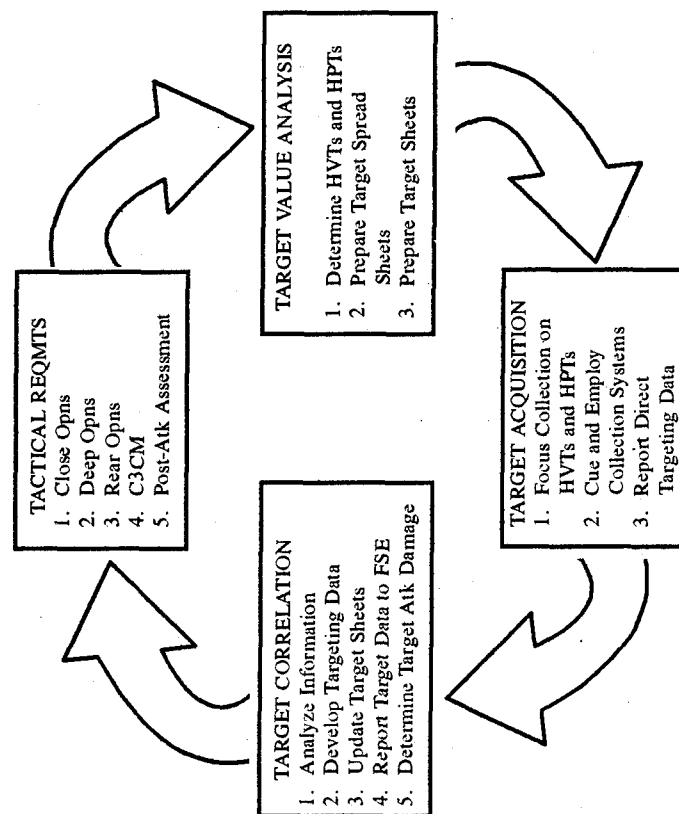 TACTICAL REQMTS
1. Close Opns
2. Deep Opns
3. Rear Opns
4. C3CM
5. Post-Atk Assessment
TARGET VALUE ANALYSIS
1. Determine HVTs and HPTs
2. Prepare Target Spread
Sheets
3. Prepare Target Sheets
TARGET ACQUISITION
1. Focus Collection on
HVTs and HPTs
2. Cue and Employ
Collection Systems
3. Report Direct
Targeting Data
TARGET CORRELATION
1. Analyze Information
2. Develop Targeting Data
3. Update Target Sheets
4. Report Target Data to FSE
5. Determine Target Atk Damage